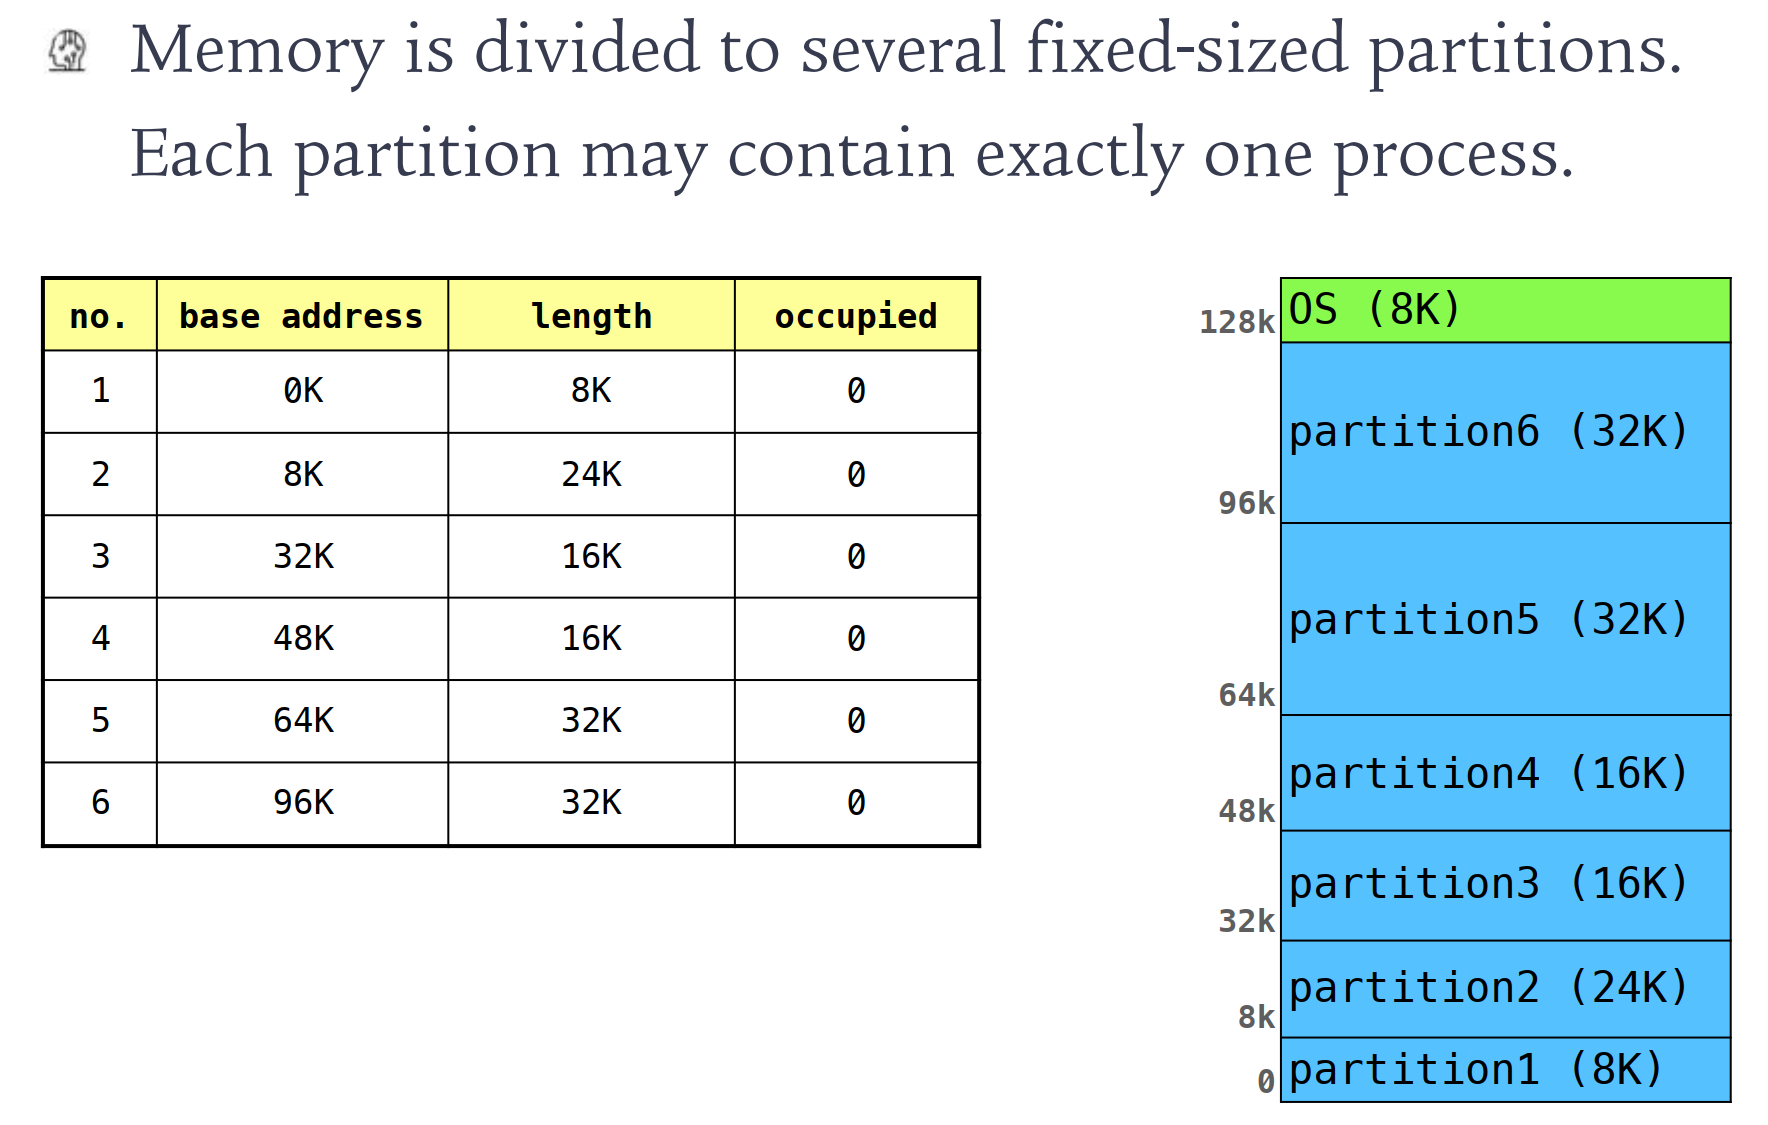 Memory is divided to several fixed-sized partitions.
Each partition may contain exactly one process.
no. base address length occupied
1 0K 8K 0
2 8K 24K 0
3 32K 16K 0
4 48K 16K 0
5 64K 32K 0
6 96K 32K 0
OS (8K)
128k
partition6 (32K)
96k
partition5 (32K)
64k
partition4 (16K)
48k
partition3 (16K)
32k
partition2 (24K)
8k
partition1 (8K)
0